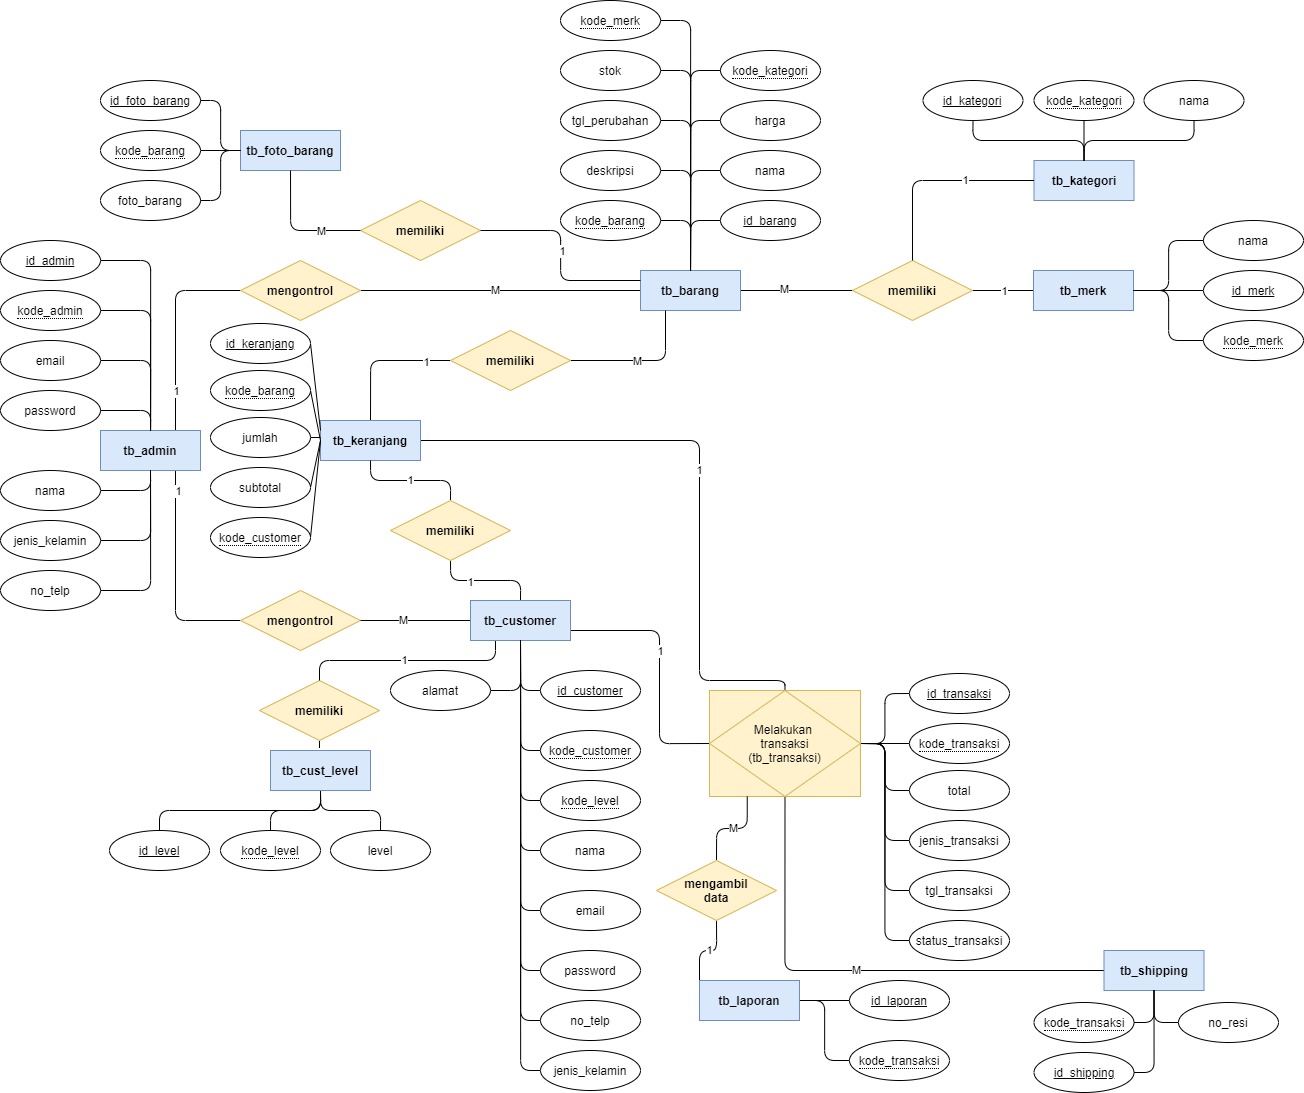 kode_merk
stok
kode_kategori
tgl_perubahan
harga
deskripsi
nama
kode_barang
id_barang
id_foto_barang
kode_barang
foto_barang
tb_foto_barang
M
memiliki
1
id_kategori
kode_kategori
nama
tb_kategori
1
nama
id_merk
kode_merk
tb_merk
1
memiliki
M
tb_barang
M
mengontrol
1
id_admin
kode_admin
email
password
tb_admin
nama
jenis_kelamin
no_telp
1
id_keranjang
kode_barang
jumlah
subtotal
kode_customer
tb_keranjang
1
memiliki
M
1
1
memiliki
1
mengontrol
M
tb_customer
1
1
memiliki
tb_cust_level
id_level
kode_level
level
alamat
id_customer
kode_customer
kode_level
nama
email
password
no_telp
jenis_kelamin
Melakukan
transaksi
(tb_transaksi)
id_transaksi
kode_transaksi
total
jenis_transaksi
tgl_transaksi
status_transaksi
M
mengambil
data
1
tb_laporan
id_laporan
kode_transaksi
M
tb_shipping
kode_transaksi
no_resi
id_shipping